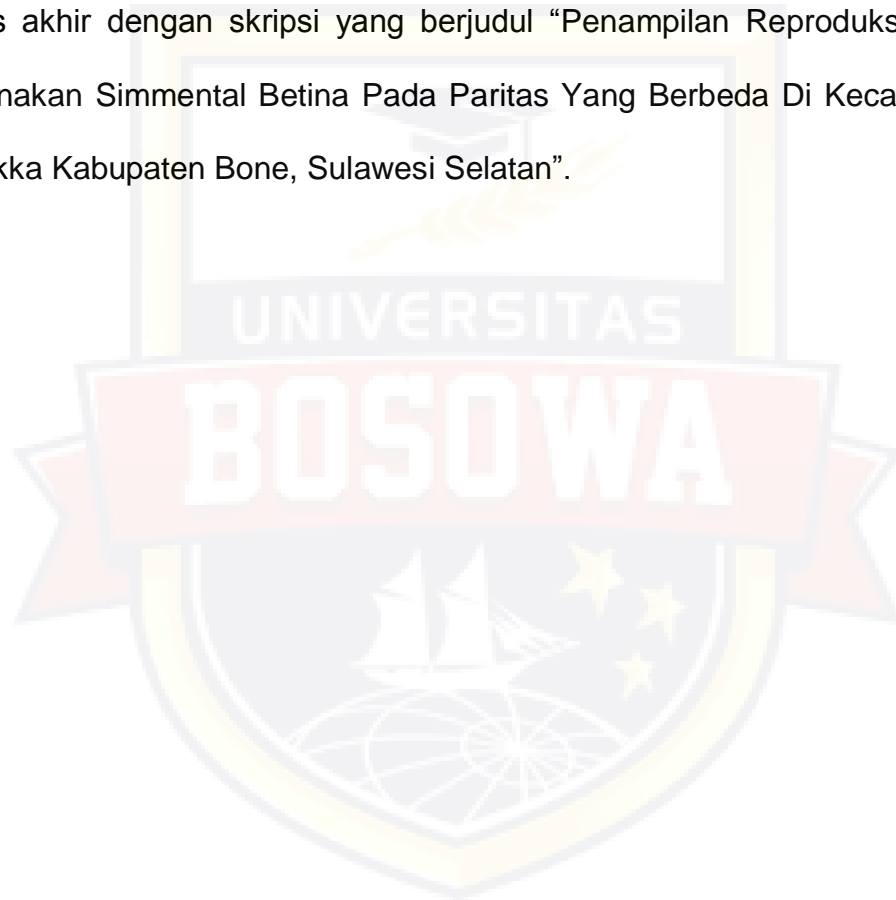 s akhir dengan skripsi yang berjudul “Penampilan Reproduks
nakan Simmental Betina Pada Paritas Yang Berbeda Di Keca
kka Kabupaten Bone, Sulawesi Selatan”.
UNIVERSITAS
BOSOWA